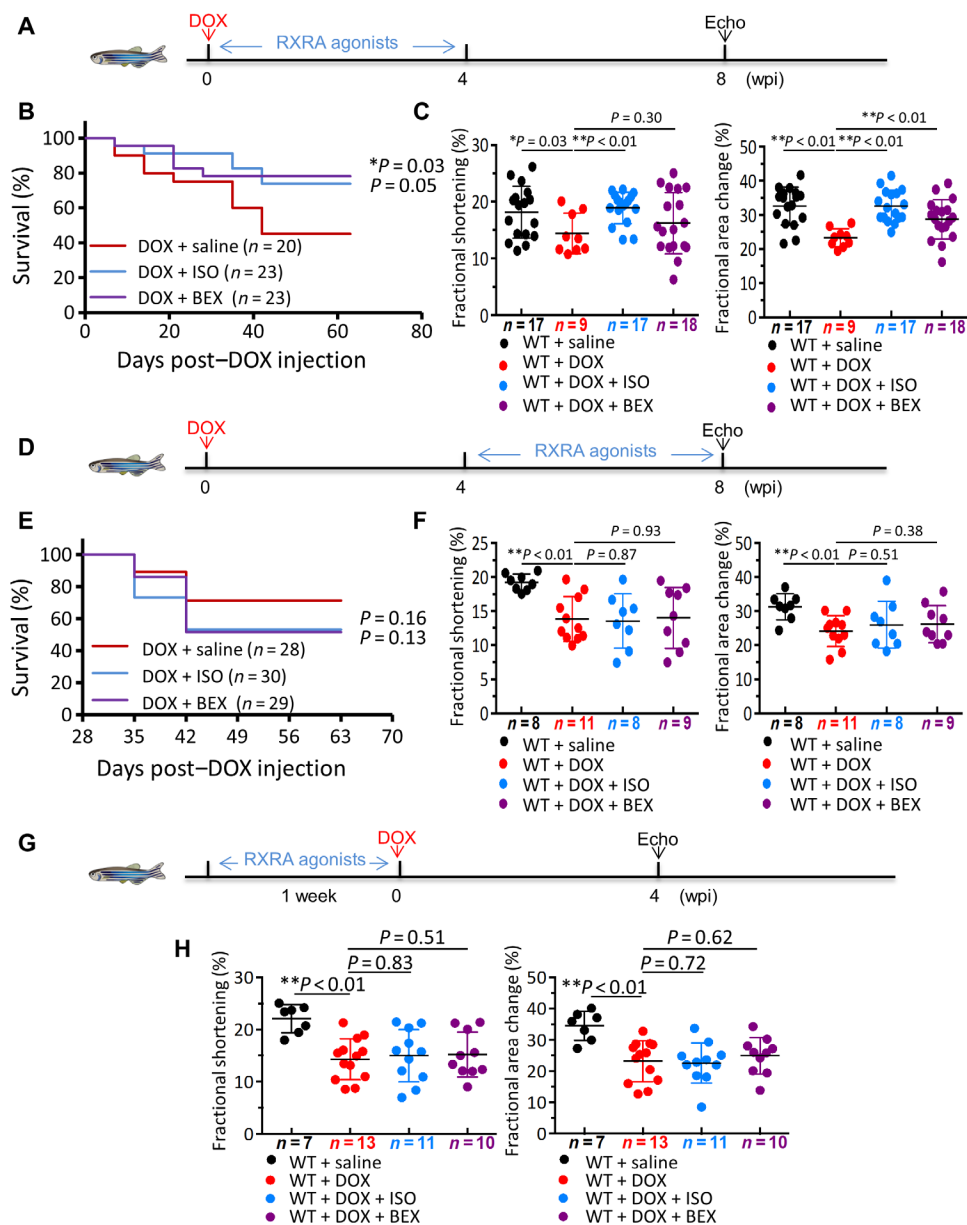 A
DOX
RXRA agonists
Echo
0
4
8
(wpi)
B
Survival (%)
100
80
60
40
20
0
*P = 0.03
P = 0.05
DOX + saline (n = 20)
DOX + ISO (n = 23)
DOX + BEX (n = 23)
0 20 40 60 80
Days post–DOX injection
C
Fractional shortening (%)
30
25
20
15
10
5
0
P = 0.30
*P = 0.03 **P < 0.01
n = 17 n = 9 n = 17 n = 18
WT + saline
WT + DOX
WT + DOX + ISO
WT + DOX + BEX
Fractional area change (%)
50
40
30
20
10
0
**P < 0.01
**P < 0.01 **P < 0.01
n = 17 n = 9 n = 17 n = 18
WT + saline
WT + DOX
WT + DOX + ISO
WT + DOX + BEX
D
DOX
RXRA agonists
Echo
0
4
8
(wpi)
E
Survival (%)
100
80
60
40
20
0
P = 0.16
P = 0.13
DOX + saline (n = 28)
DOX + ISO (n = 30)
DOX + BEX (n = 29)
28 35 42 49 56 63 70
Days post–DOX injection
F
Fractional shortening (%)
25
20
15
10
5
0
P = 0.93
**P < 0.01 P = 0.87
n = 8 n = 11 n = 8 n = 9
WT + saline
WT + DOX
WT + DOX + ISO
WT + DOX + BEX
Fractional area change (%)
50
40
30
20
10
0
P = 0.38
**P < 0.01 P = 0.51
n = 8 n = 11 n = 8 n = 9
WT + saline
WT + DOX
WT + DOX + ISO
WT + DOX + BEX
G
RXRA agonists
DOX
Echo
1 week
0
4
(wpi)
H
Fractional shortening (%)
30
20
10
0
P = 0.51
P = 0.83
**P < 0.01
n = 7 n = 13 n = 11 n = 10
WT + saline
WT + DOX
WT + DOX + ISO
WT + DOX + BEX
Fractional area change (%)
50
40
30
20
10
0
P = 0.62
P = 0.72
**P < 0.01
n = 7 n = 13 n = 11 n = 10
WT + saline
WT + DOX
WT + DOX + ISO
WT + DOX + BEX